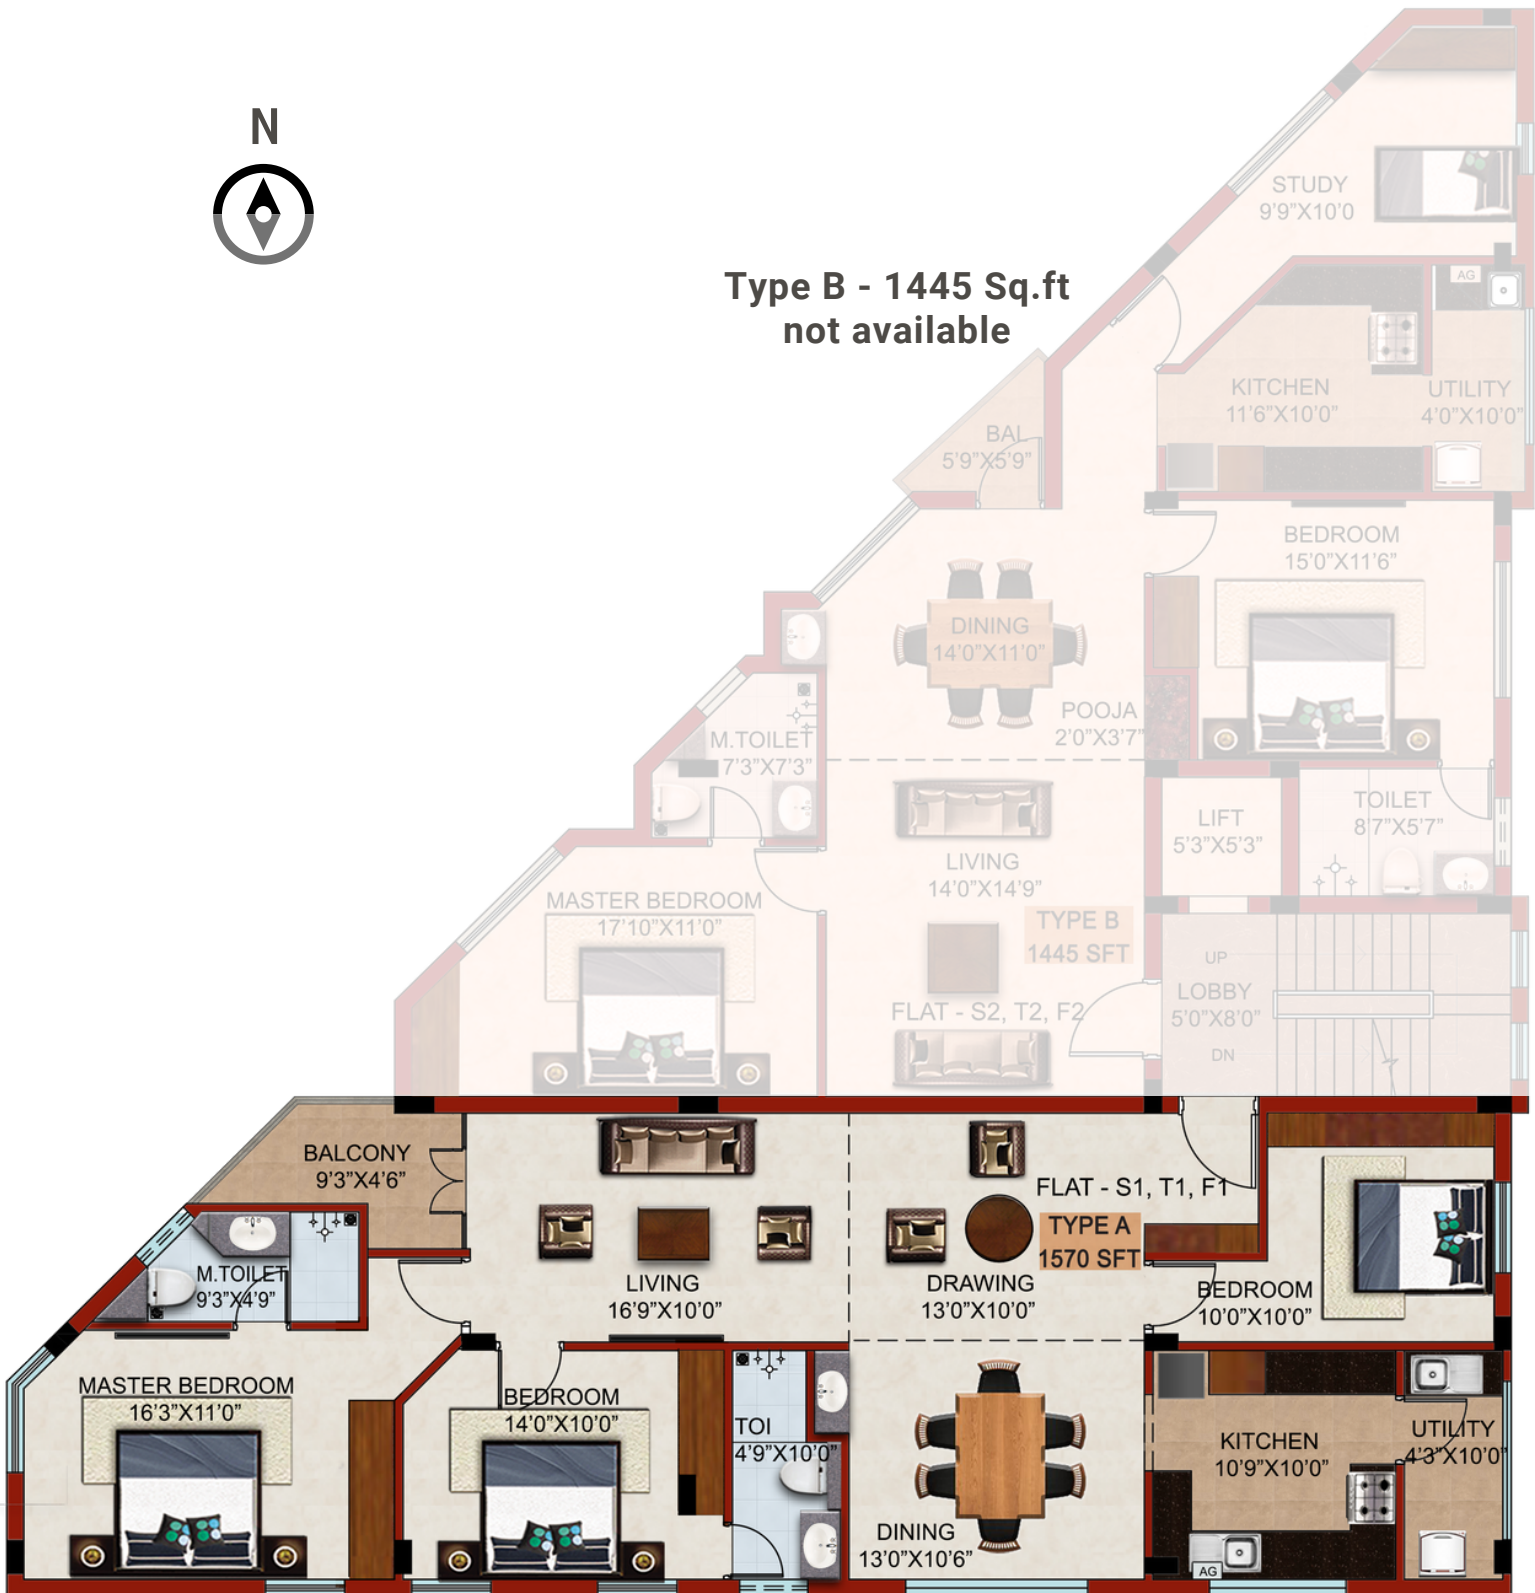 N
Type B - 1445 Sq.ft
not available
STUDY
9'9"X10'0
AG
KITCHEN
11'6"X10'0"
UTILITY
4'0"X10'0"
BAL
5'9"X5'9"
BEDROOM
15'0"X11'6"
DINING
14'0"X11'0"
POOJA
2'0"X3'7"
M.TOILET
7'3"X7'3"
LIFT
5'3"X5'3"
TOILET
8'7"X5'7"
LIVING
14'0"X14'9"
MASTER BEDROOM
17'10"X11'0"
TYPE B
1445 SFT
FLAT - S2, T2, F2
UP
LOBBY
5'0"X8'0"
DN
BALCONY
9'3"X4'6"
FLAT - S1, T1, F1
TYPE A
1570 SFT
M.TOILET
9'3"X4'9"
LIVING
16'9"X10'0"
DRAWING
13'0"X10'0"
BEDROOM
10'0"X10'0"
MASTER BEDROOM
16'3"X11'0"
BEDROOM
14'0"X10'0"
TOI
4'9"X10'0"
KITCHEN
10'9"X10'0"
UTILITY
4'3"X10'0"
DINING
13'0"X10'6"
AG